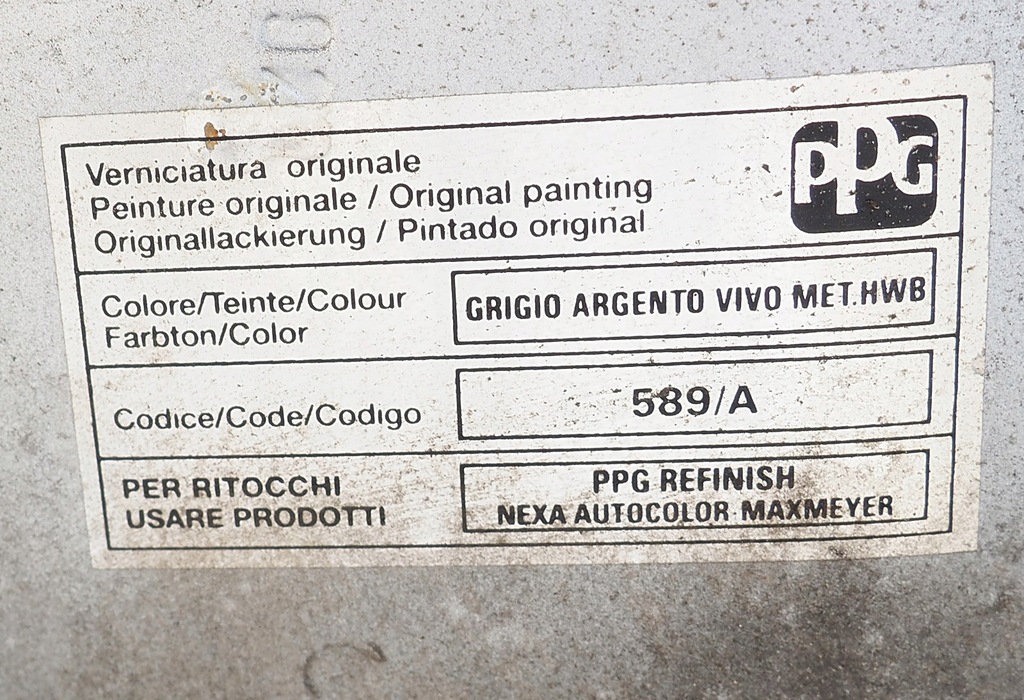 Verniciatura originale
Peinture originale / Original painting
Originallackierung / Pintado original
PPG
Colore/Teinte/Colour
Farbton/Color
GRIGIO ARGENTO VIVO MET.HWB
Codice/Code/Codigo
589/A
PER RITOCCHI
USARE PRODOTTI
PPG REFINISH
NEXA AUTOCOLOR MAXMEYER